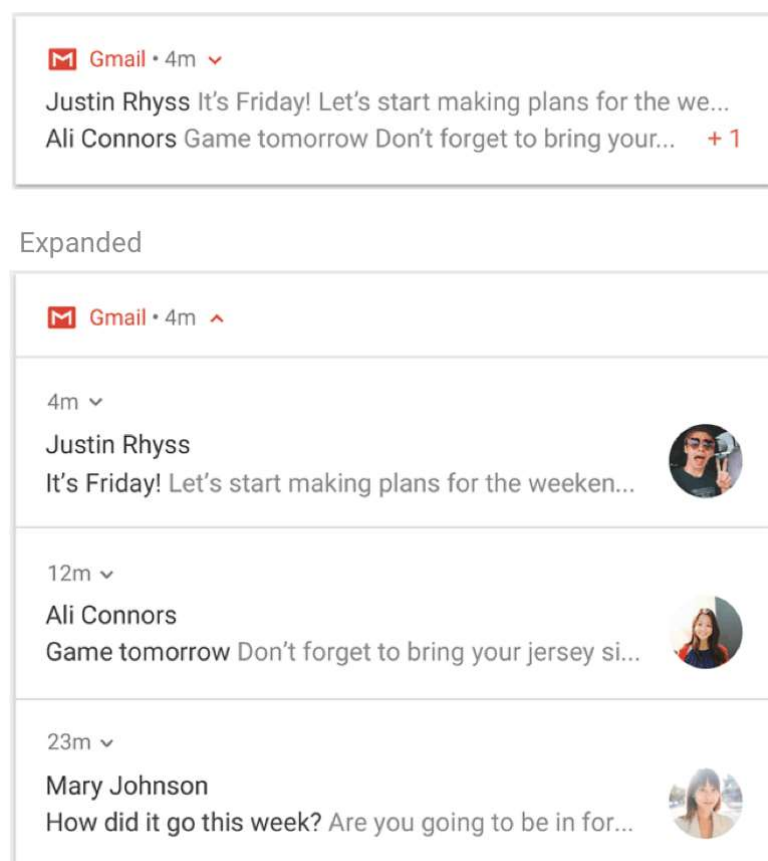 Gmail • 4m
Justin Rhyss It's Friday! Let's start making plans for the we...
Ali Connors Game tomorrow Don't forget to bring your... + 1
Expanded
Gmail • 4m
4m
Justin Rhyss
It's Friday! Let's start making plans for the weeken...
12m
Ali Connors
Game tomorrow Don't forget to bring your jersey si...
23m
Mary Johnson
How did it go this week? Are you going to be in for...